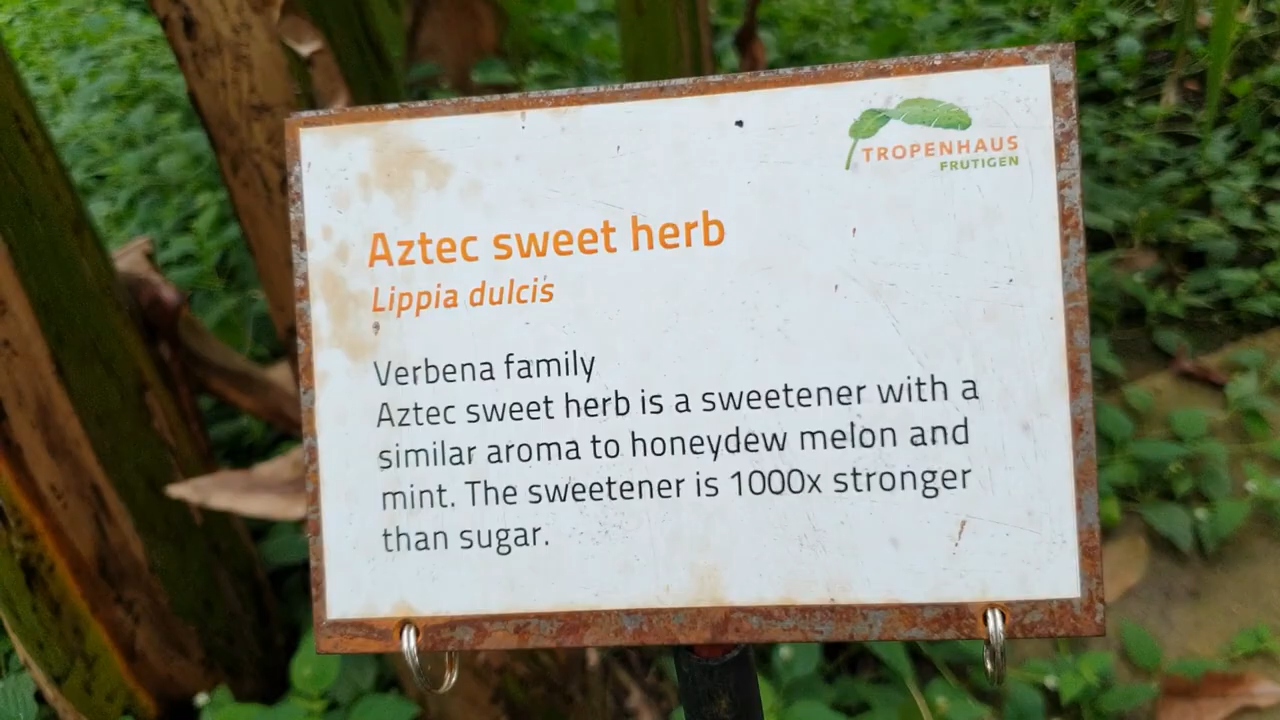 TROPENHAUS
FRUTIGEN
Aztec sweet herb
Lippia dulcis
Verbena family
Aztec sweet herb is a sweetener with a
similar aroma to honeydew melon and
mint. The sweetener is 1000x stronger
than sugar.